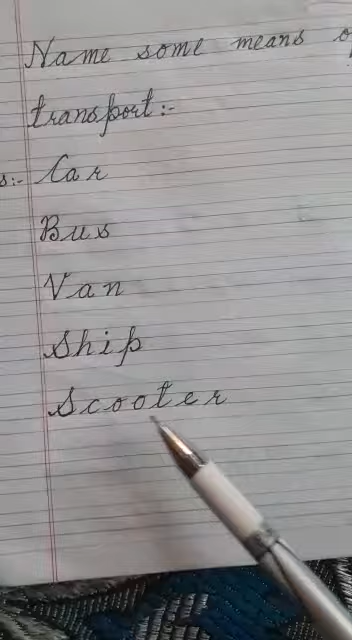 Name some means o
transport:-
s:- Car
Bus
Van
Ship
Scooter